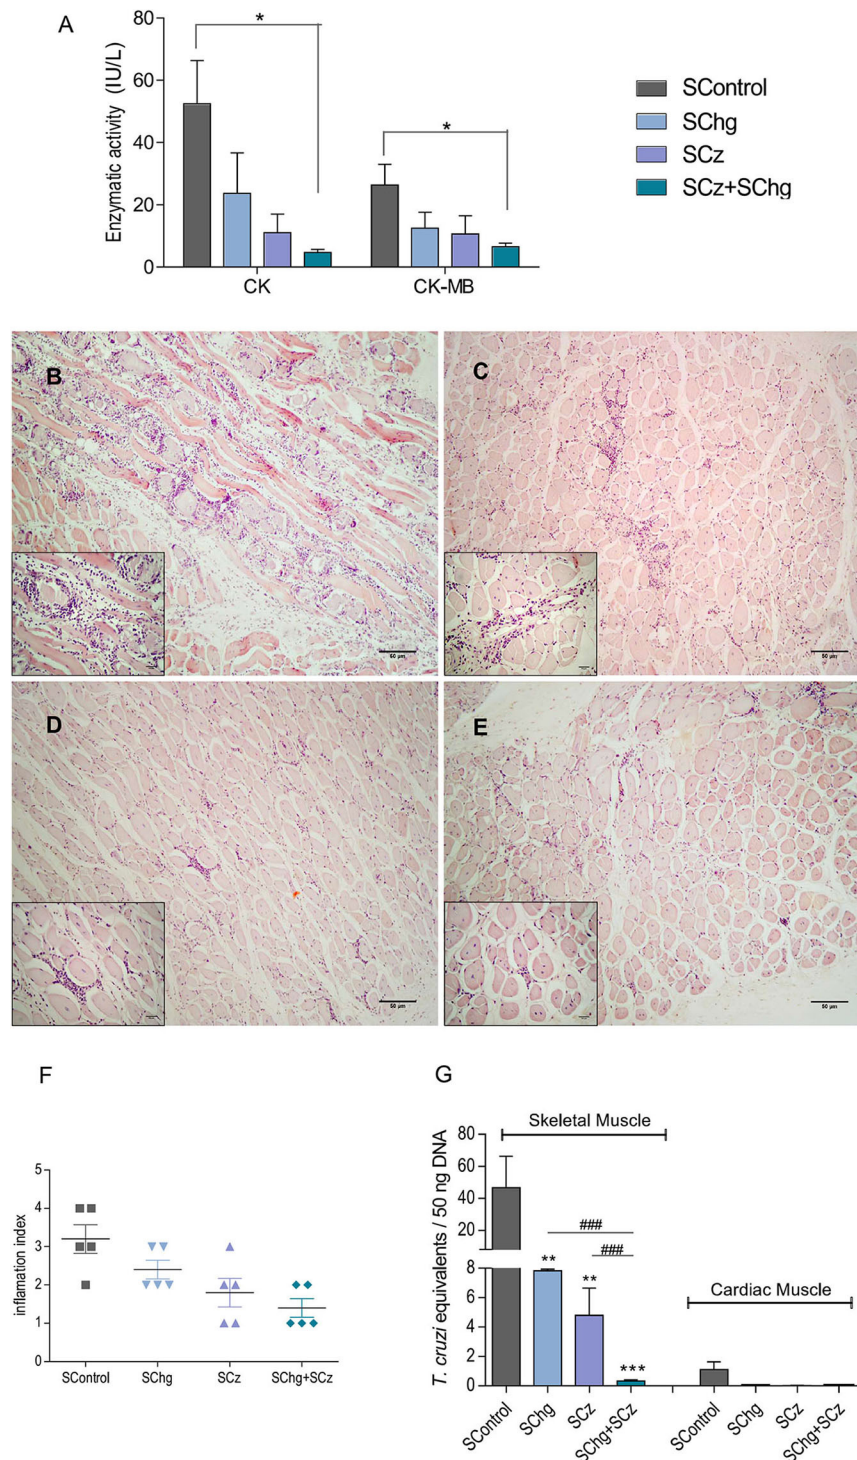 A
Enzymatic activity (IU/L)
80
60
40
20
0
*
*
CK
CK-MB
SControl
SChg
SCz
SCz+SChg
B
50 µm
C
50 µm
D
50 µm
E
50 µm
F
inflamation index
5
4
3
2
1
0
SControl
SChg
SCz
SChg+SCz
G
T. cruzi equivalents / 50 ng DNA
80
60
40
20
8
6
4
2
0
Skeletal Muscle
###
###
**
**
***
Cardiac Muscle
SControl
SChg
SCz
SChg+SCz
SControl
SChg
SCz
SChg+SCz